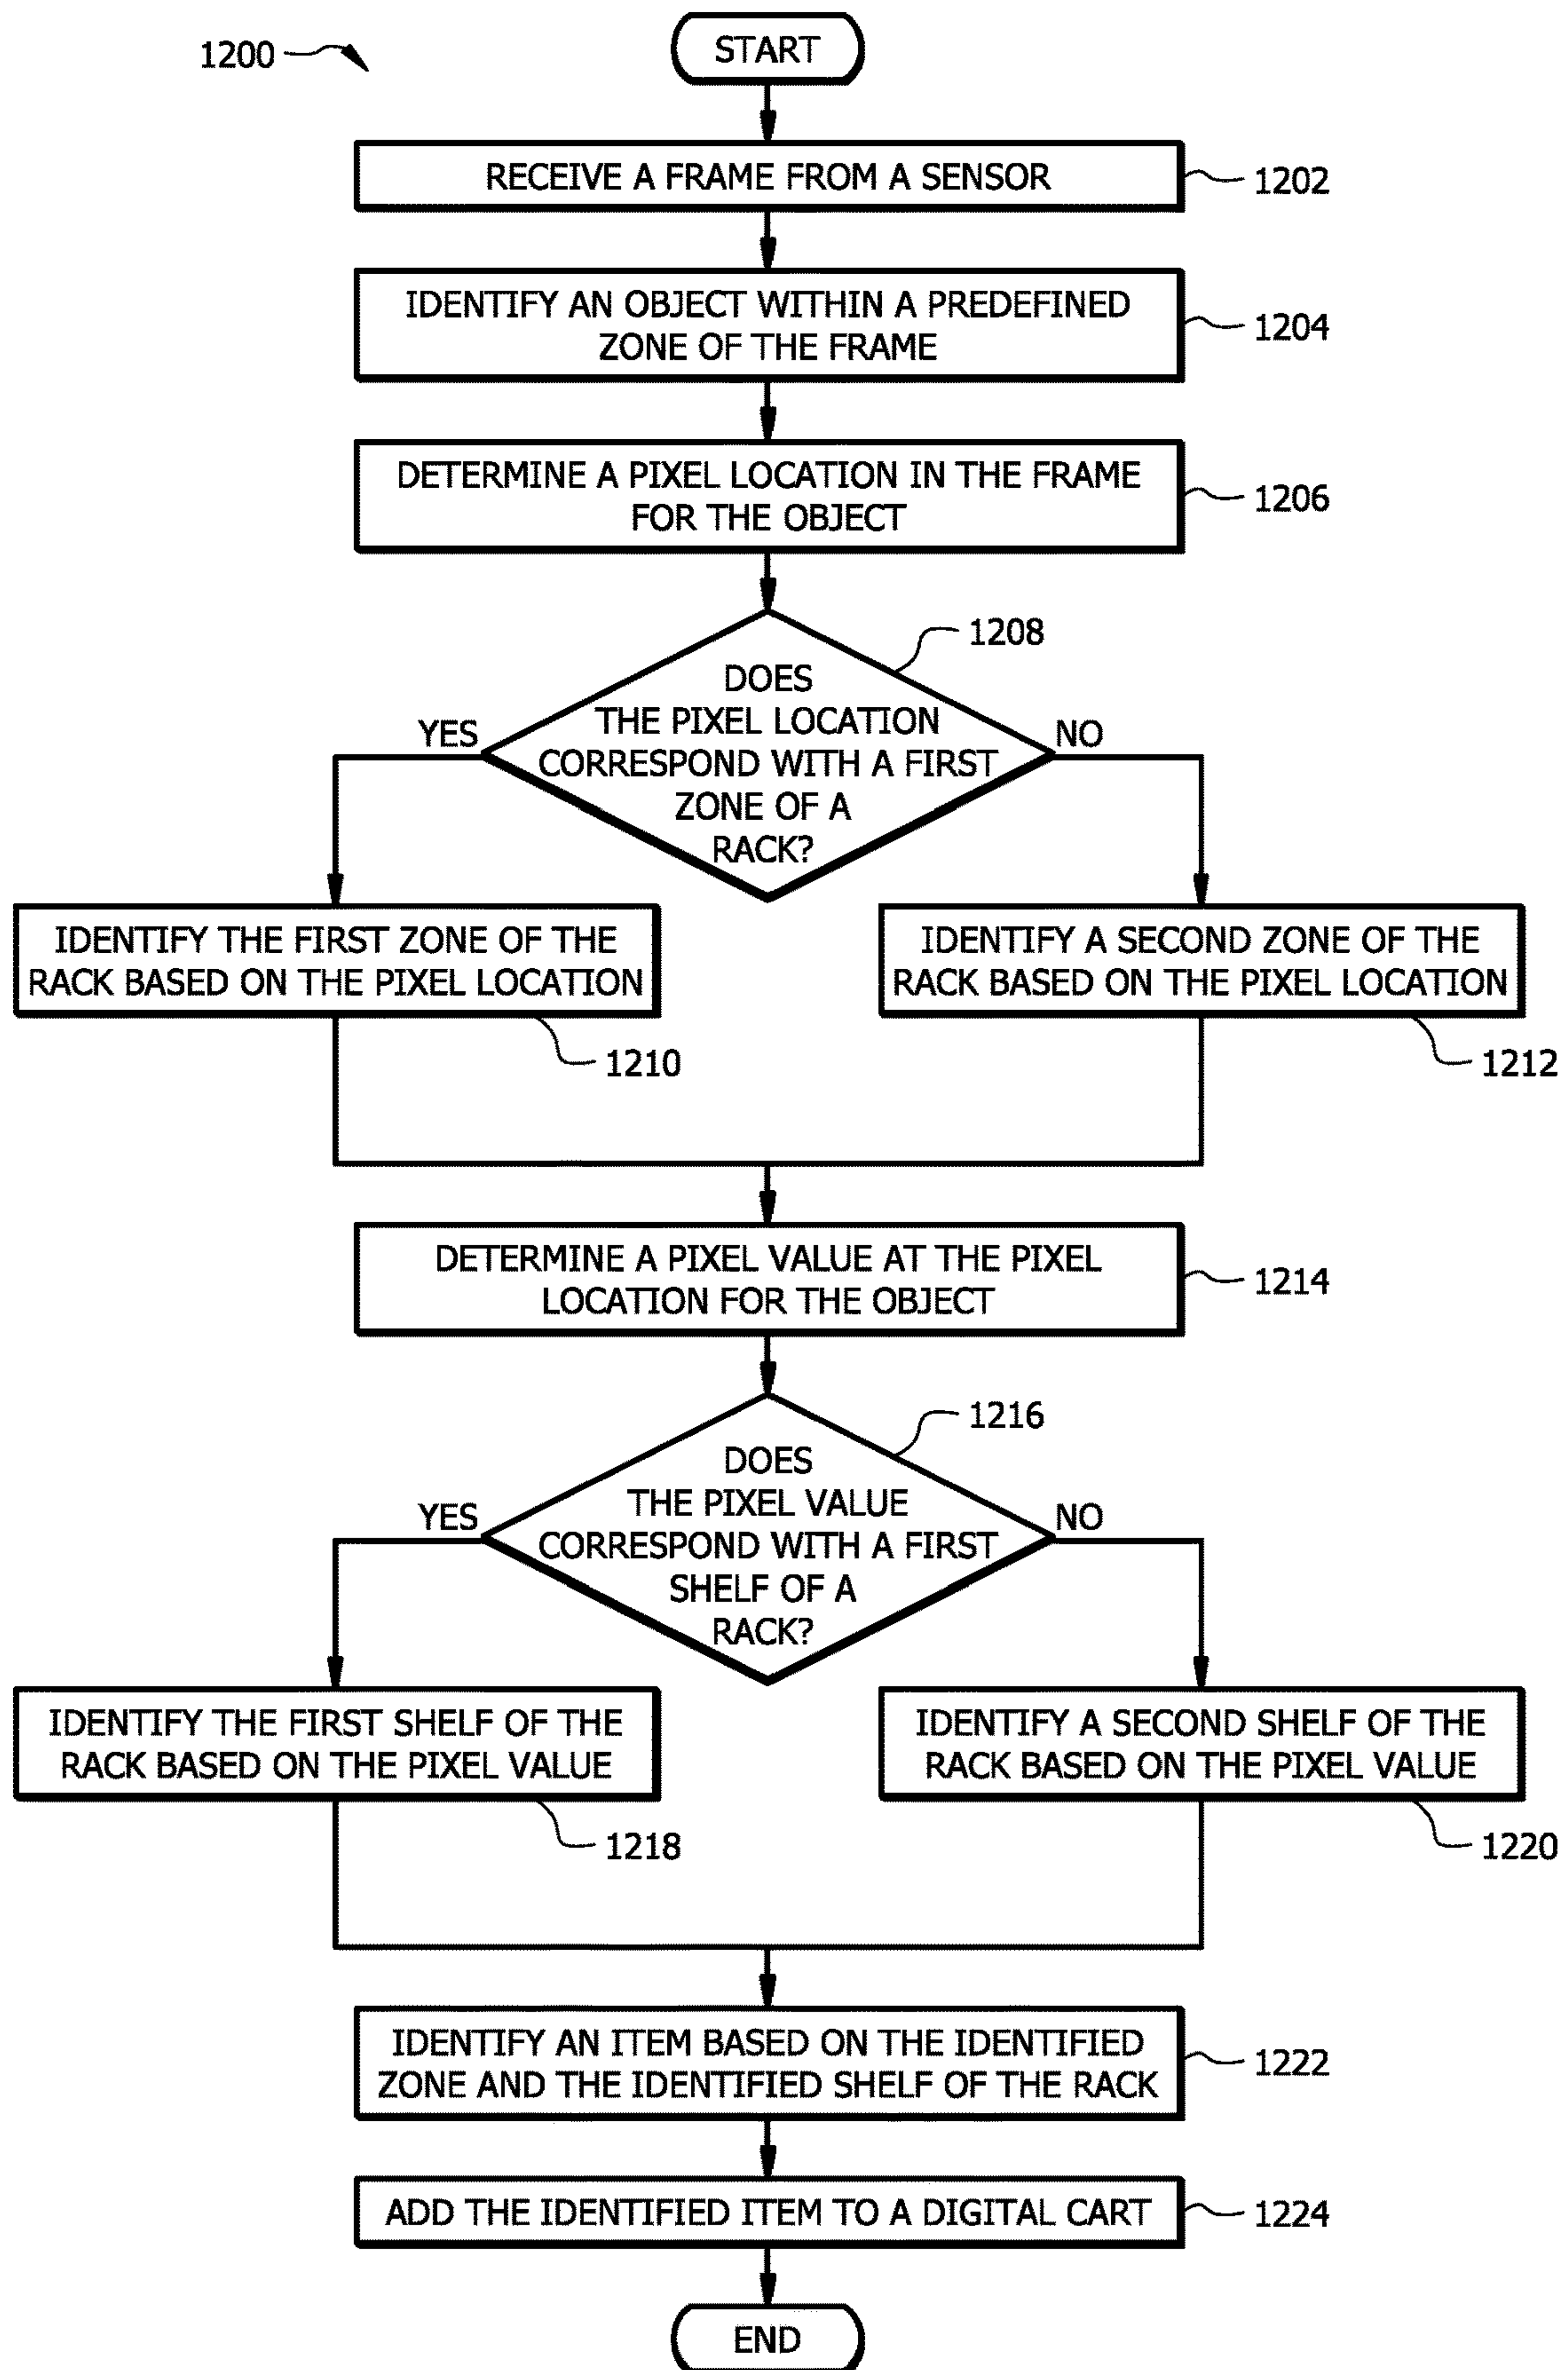 1200
START
RECEIVE A FRAME FROM A SENSOR
1202
IDENTIFY AN OBJECT WITHIN A PREDEFINED
ZONE OF THE FRAME
1204
DETERMINE A PIXEL LOCATION IN THE FRAME
FOR THE OBJECT
1206
1208
DOES
THE PIXEL LOCATION
CORRESPOND WITH A FIRST
ZONE OF A
RACK?
YES
NO
IDENTIFY THE FIRST ZONE OF THE
RACK BASED ON THE PIXEL LOCATION
1210
IDENTIFY A SECOND ZONE OF THE
RACK BASED ON THE PIXEL LOCATION
1212
DETERMINE A PIXEL VALUE AT THE PIXEL
LOCATION FOR THE OBJECT
1214
1216
DOES
THE PIXEL VALUE
CORRESPOND WITH A FIRST
SHELF OF A
RACK?
YES
NO
IDENTIFY THE FIRST SHELF OF THE
RACK BASED ON THE PIXEL VALUE
1218
IDENTIFY A SECOND SHELF OF THE
RACK BASED ON THE PIXEL VALUE
1220
IDENTIFY AN ITEM BASED ON THE IDENTIFIED
ZONE AND THE IDENTIFIED SHELF OF THE RACK
1222
ADD THE IDENTIFIED ITEM TO A DIGITAL CART
1224
END